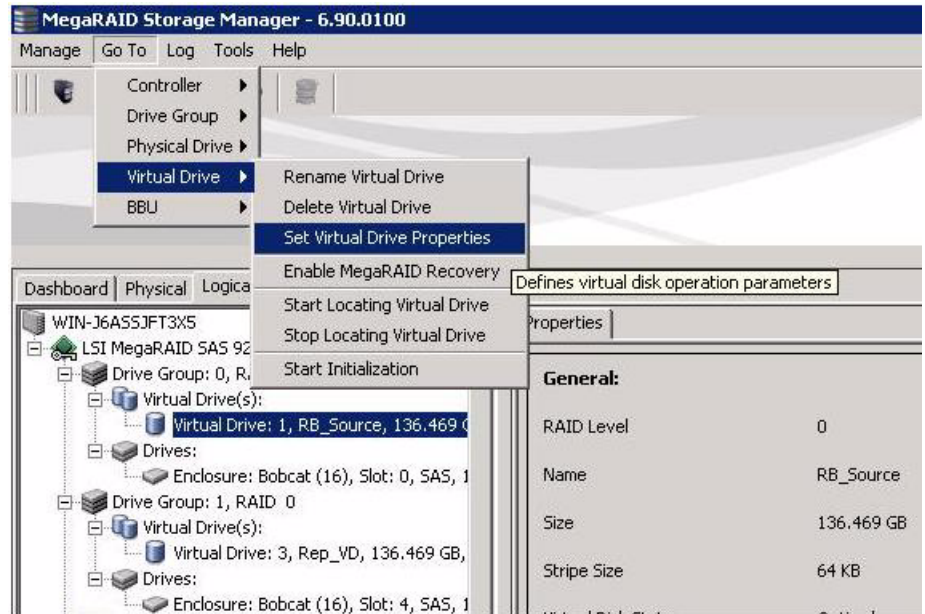 MegaRAID Storage Manager - 6.90.0100
Manage Go To Log Tools Help
Controller
Drive Group
Physical Drive
Virtual Drive
BBU
Rename Virtual Drive
Delete Virtual Drive
Set Virtual Drive Properties
Enable MegaRAID Recovery
Start Locating Virtual Drive
Stop Locating Virtual Drive
Start Initialization
Defines virtual disk operation parameters
Dashboard Physical Logica
WIN-J6AS5JFT3X5
LSI MegaRAID SAS 92
Drive Group: 0, R
Virtual Drive(s):
Virtual Drive: 1, RB_Source, 136.469
Drives:
Enclosure: Bobcat (16), Slot: 0, SAS, 1
Drive Group: 1, RAID 0
Virtual Drive(s):
Virtual Drive: 3, Rep_VD, 136.469 GB,
Drives:
Enclosure: Bobcat (16), Slot: 4, SAS, 1
Properties
General:
RAID Level 0
Name RB_Source
Size 136.469 GB
Stripe Size 64 KB